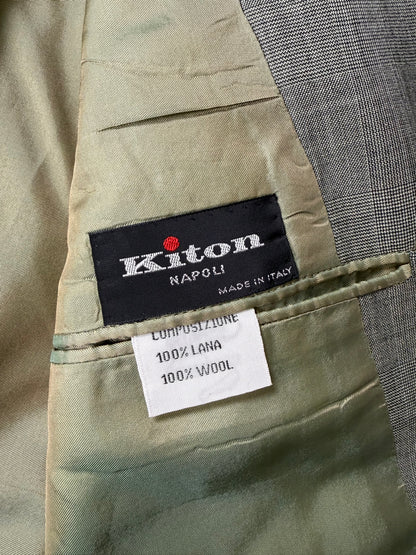 Kiton
NAPOLI
MADE IN ITALY
COMPOSIZIONE
100% LANA
100% WOOL